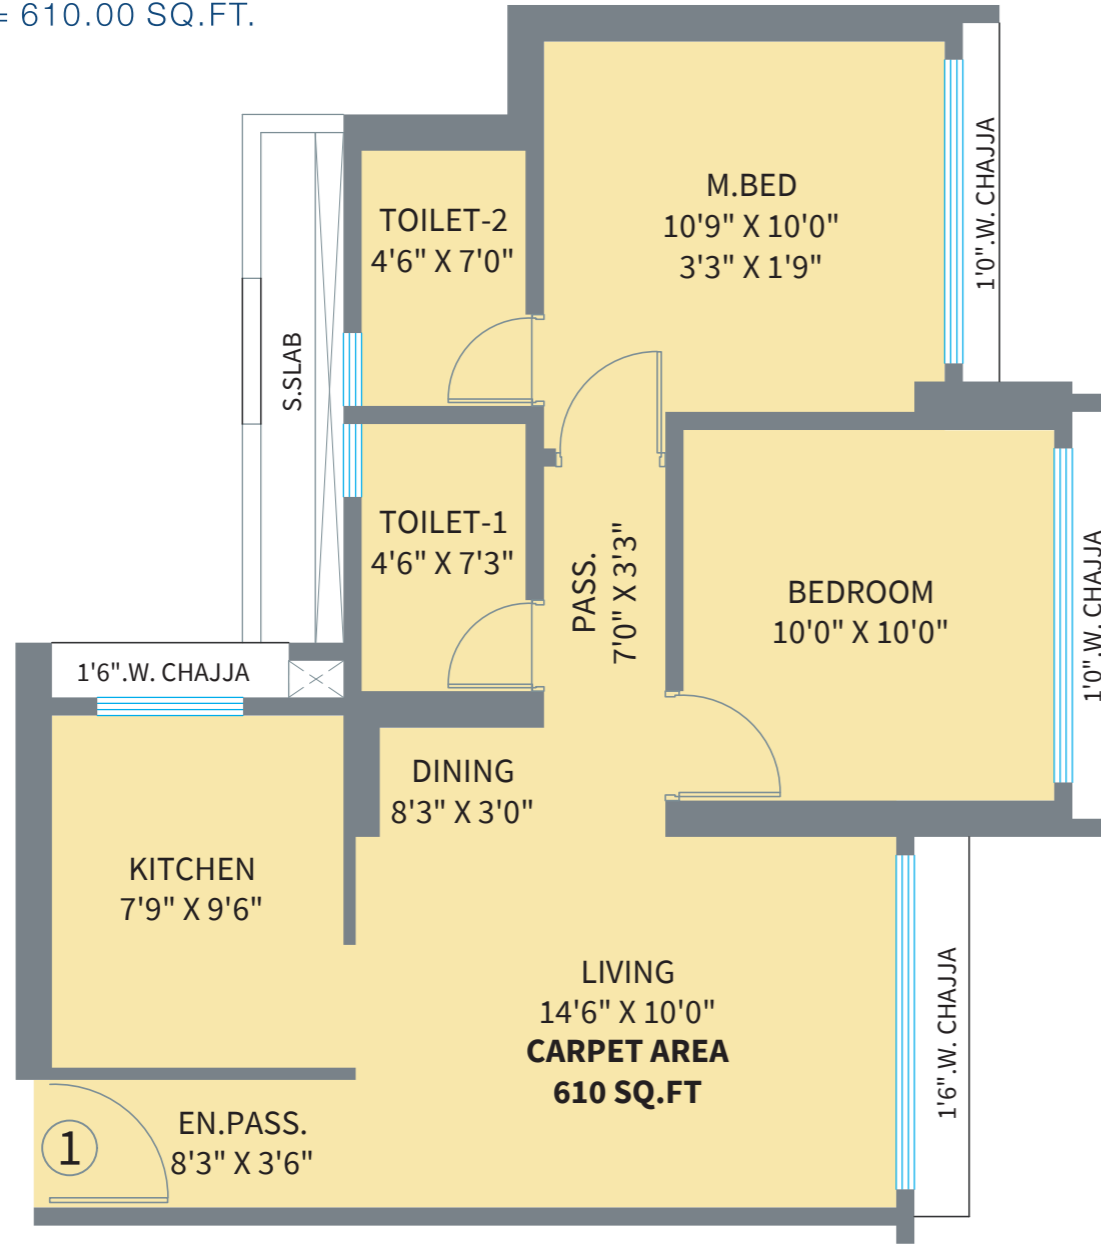 = 610.00 SQ.FT.
M.BED
10'9" X 10'0"
3'3" X 1'9"
1'0".W. CHAJJA
TOILET-2
4'6" X 7'0"
S.SLAB
TOILET-1
4'6" X 7'3"
PASS.
7'0" X 3'3"
BEDROOM
10'0" X 10'0"
1'0".W. CHAJJA
1'6".W. CHAJJA
DINING
8'3" X 3'0"
KITCHEN
7'9" X 9'6"
LIVING
14'6" X 10'0"
CARPET AREA
610 SQ.FT
1'6".W. CHAJJA
EN.PASS.
8'3" X 3'6"
1